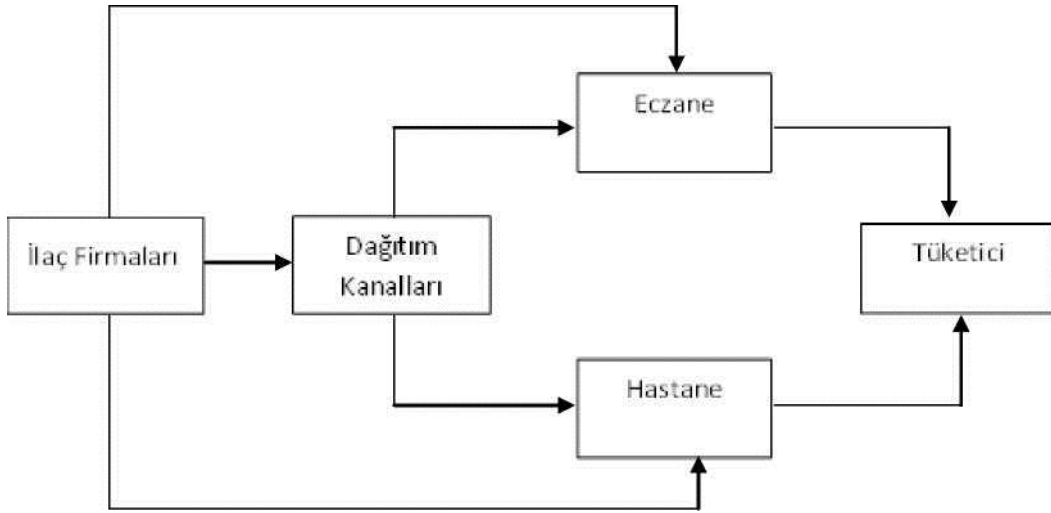 Eczane
İlaç Firmaları
Dağıtım
Kanalları
Tüketici
Hastane